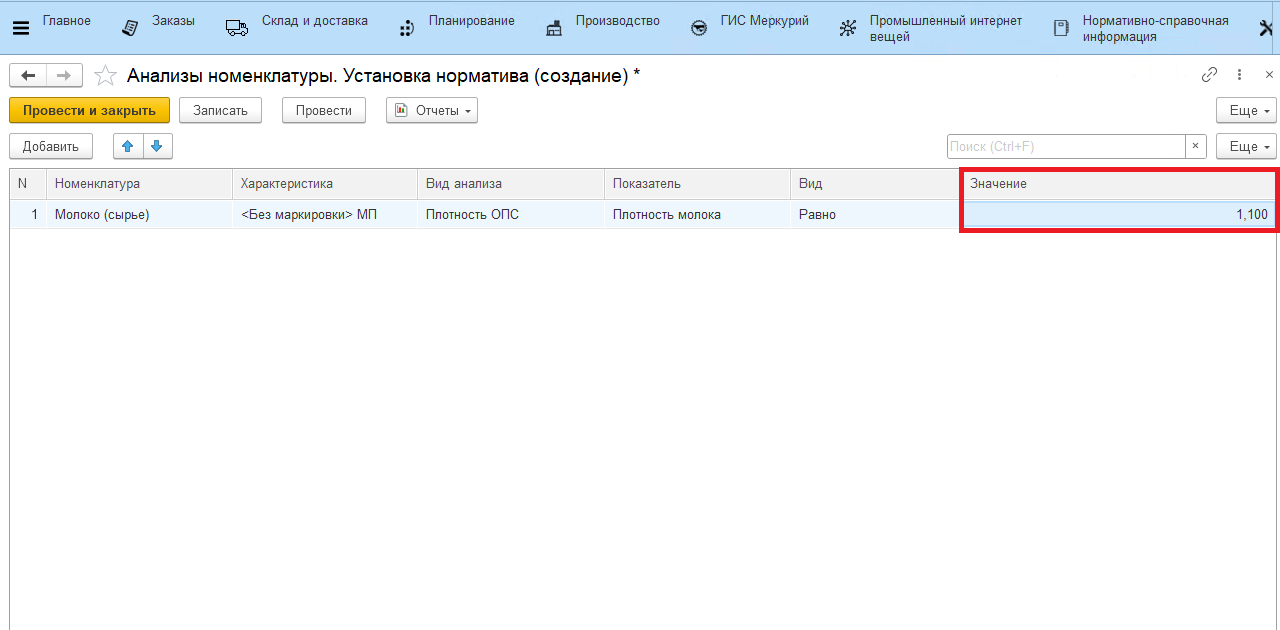 Главное
Заказы
Склад и доставка
Планирование
Производство
ГИС Меркурий
Промышленный интернет
вещей
Нормативно-справочная
информация
Анализы номенклатуры. Установка норматива (создание) *
Провести и закрыть
Записать
Провести
Отчеты
Еще
Добавить
Поиск (Ctrl+F)
×
Еще
N Номенклатура Характеристика Вид анализа Показатель Вид Значение
1 Молоко (сырье) <Без маркировки> МП Плотность ОПС Плотность молока Равно 1,100